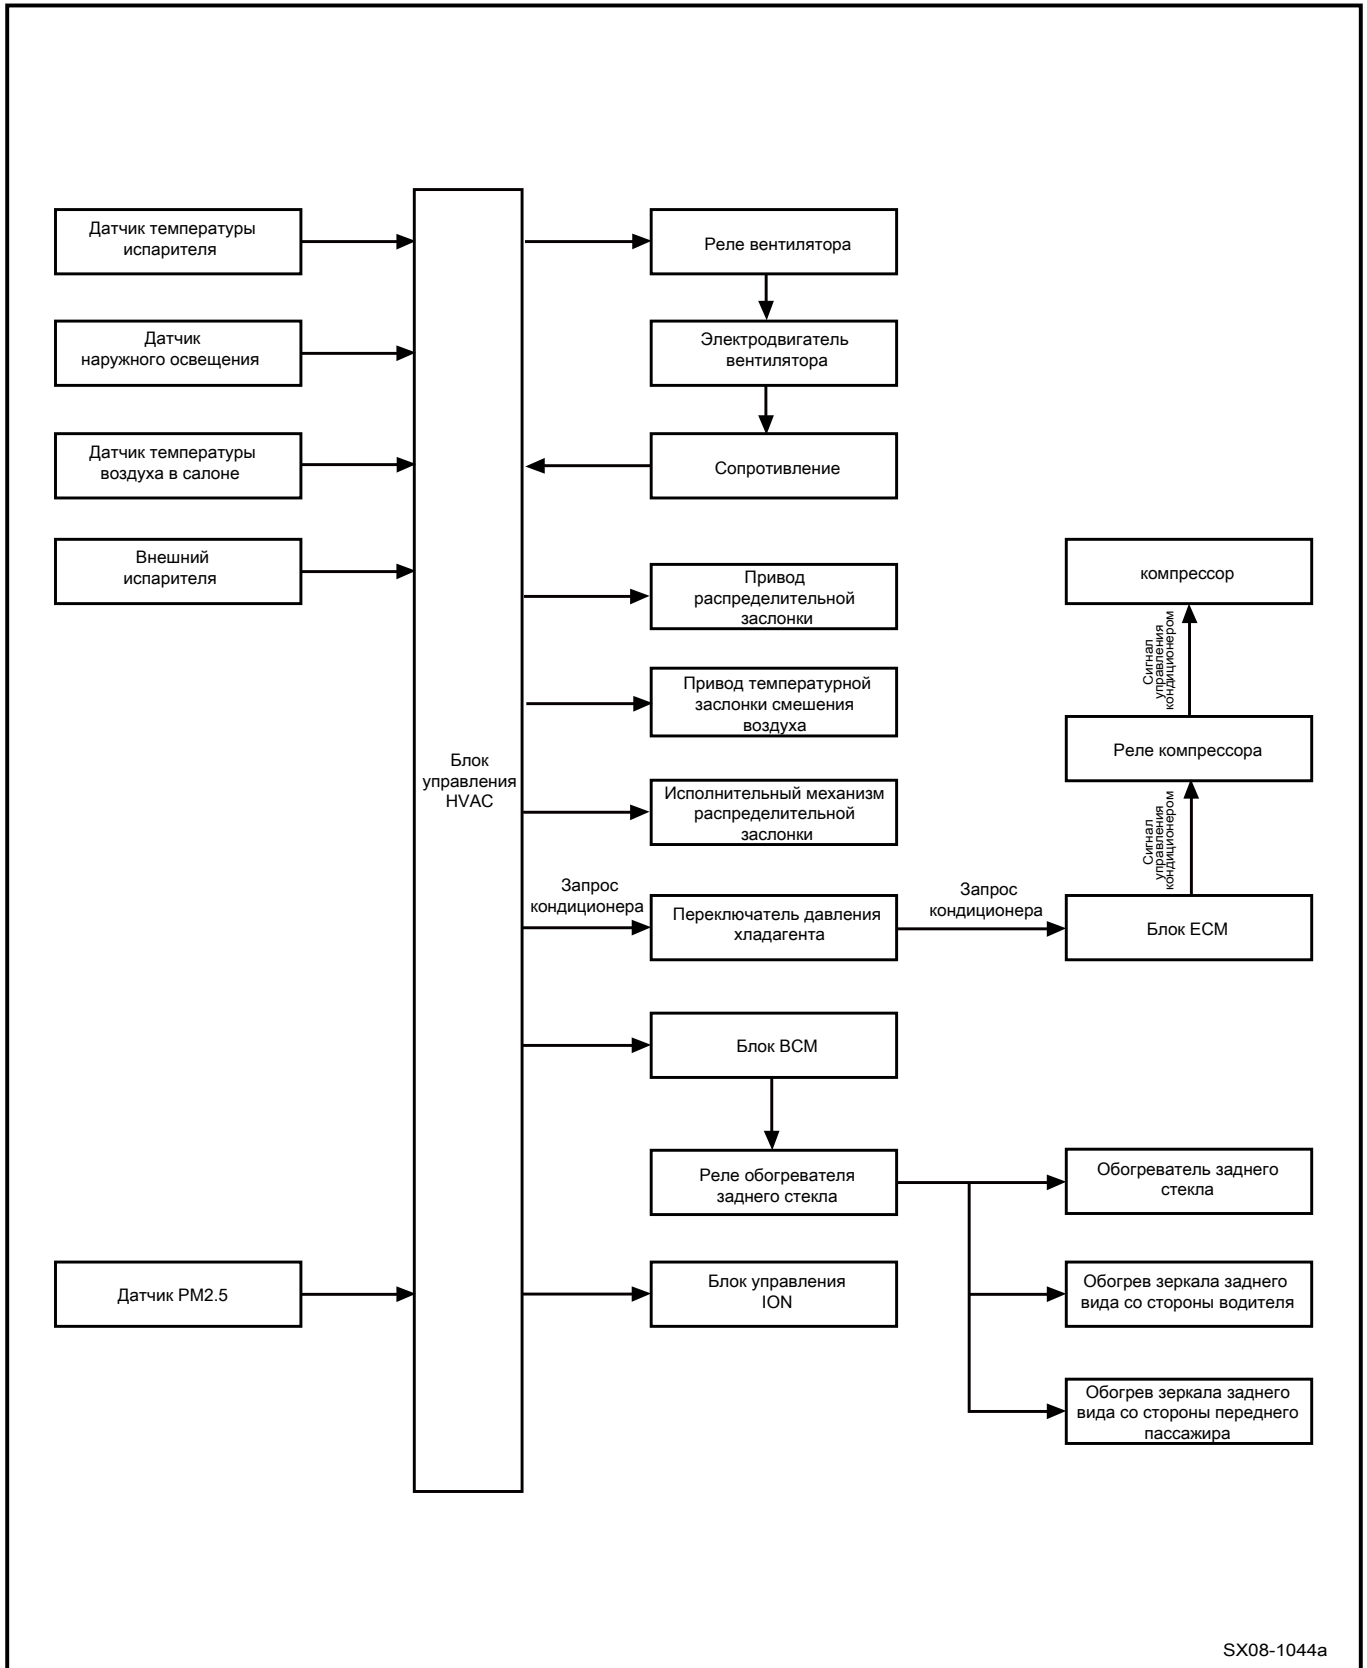 Датчик температуры
испарителя
Датчик
наружного освещения
Датчик температуры
воздуха в салоне
Внешний
испарителя
Датчик PM2.5
Блок
управления
HVAC
Реле вентилятора
Электродвигатель
вентилятора
Сопротивление
Привод
распределительной
заслонки
Привод температурной
заслонки смешения
воздуха
Исполнительный механизм
распределительной
заслонки
Запрос
кондиционера
Переключатель давления
хладагента
Запрос
кондиционера
Блок ECM
Сигнал
управления
кондиционером
Реле компрессора
Сигнал
управления
кондиционером
компрессор
Блок BCM
Реле обогревателя
заднего стекла
Обогреватель заднего
стекла
Блок управления
ION
Обогрев зеркала заднего
вида со стороны водителя
Обогрев зеркала заднего
вида со стороны переднего
пассажира
SX08-1044a